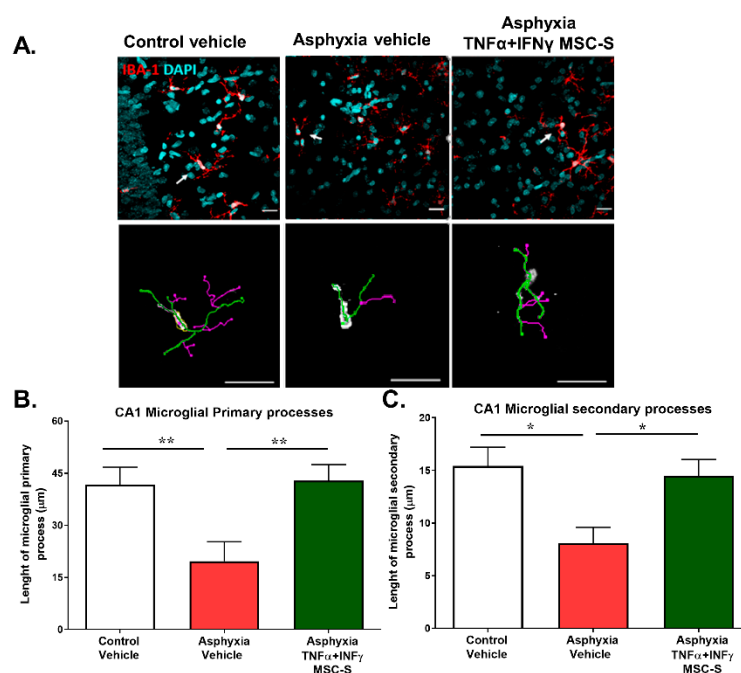 A.
Control vehicle
Asphyxia vehicle
Asphyxia
TNFα+IFNγ MSC-S
IBA-1 DAPI
B.
CA1 Microglial Primary processes
Lenght of microglial primary
process (µm)
60
45
30
15
0
**
**
Control
Vehicle
Asphyxia
Vehicle
Asphyxia
TNFα+INFγ
MSC-S
C.
CA1 Microglial secondary processes
Lenght of microglial secondary
process (µm)
20
15
10
5
0
*
*
Control
Vehicle
Asphyxia
Vehicle
Asphyxia
TNFα+INFγ
MSC-S